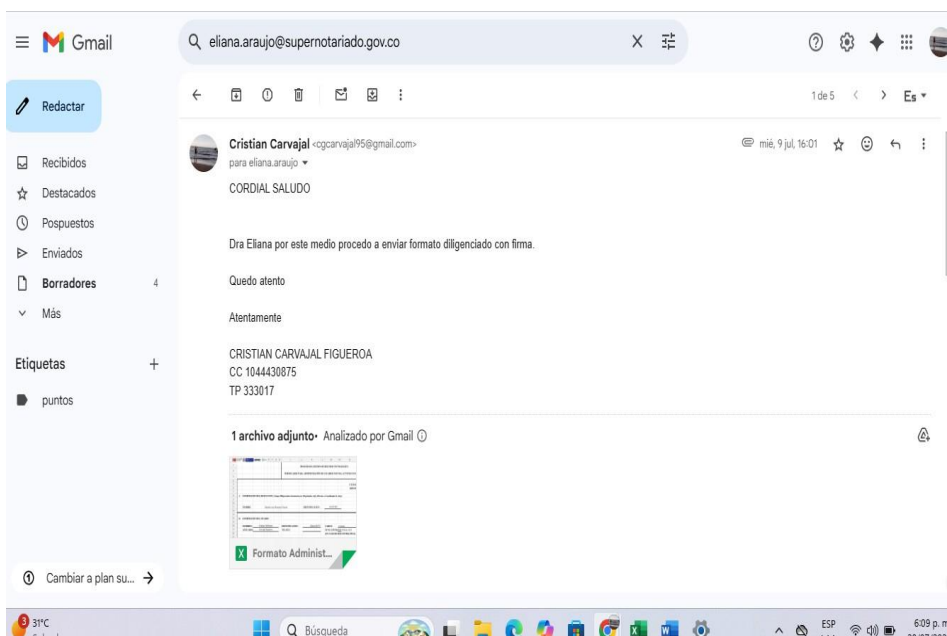 Gmail
eliana.araujo@supernotariado.gov.co
Redactar
1 de 5
Es
Recibidos
Destacados
Pospuestos
Enviados
Borradores 4
Más
Etiquetas
puntos
Cristian Carvajal <cgcarvajal95@gmail.com>
mié, 9 jul, 16:01
para eliana.araujo
CORDIAL SALUDO
Dra Eliana por este medio procedo a enviar formato diligenciado con firma.
Quedo atento
Atentamente
CRISTIAN CARVAJAL FIGUEROA
CC 1044430875
TP 333017
1 archivo adjunto• Analizado por Gmail
Formato Administ...
Cambiar a plan su...
3
31°C
Búsqueda
ESP
6:09 p. m